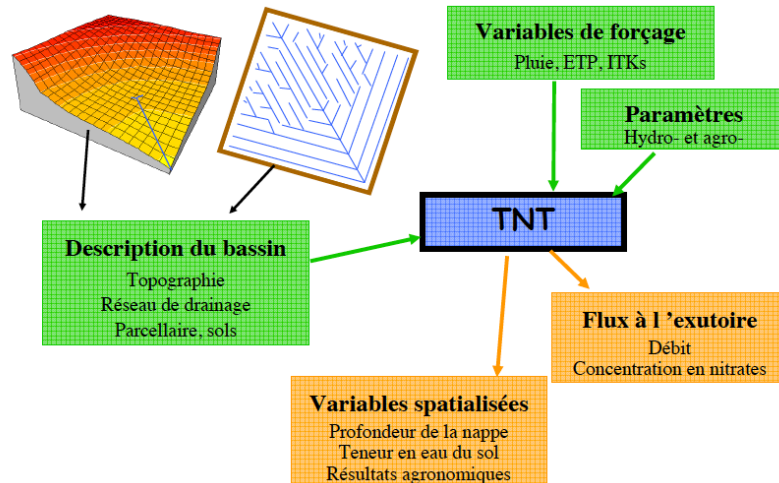 Variables de forçage
Pluie, ETP, ITKs
Paramètres
Hydro- et agro-
TNT
Description du bassin
Topographie
Réseau de drainage
Parcellaire, sols
Flux à l ’exutoire
Débit
Concentration en nitrates
Variables spatialisées
Profondeur de la nappe
Teneur en eau du sol
Résultats agronomiques